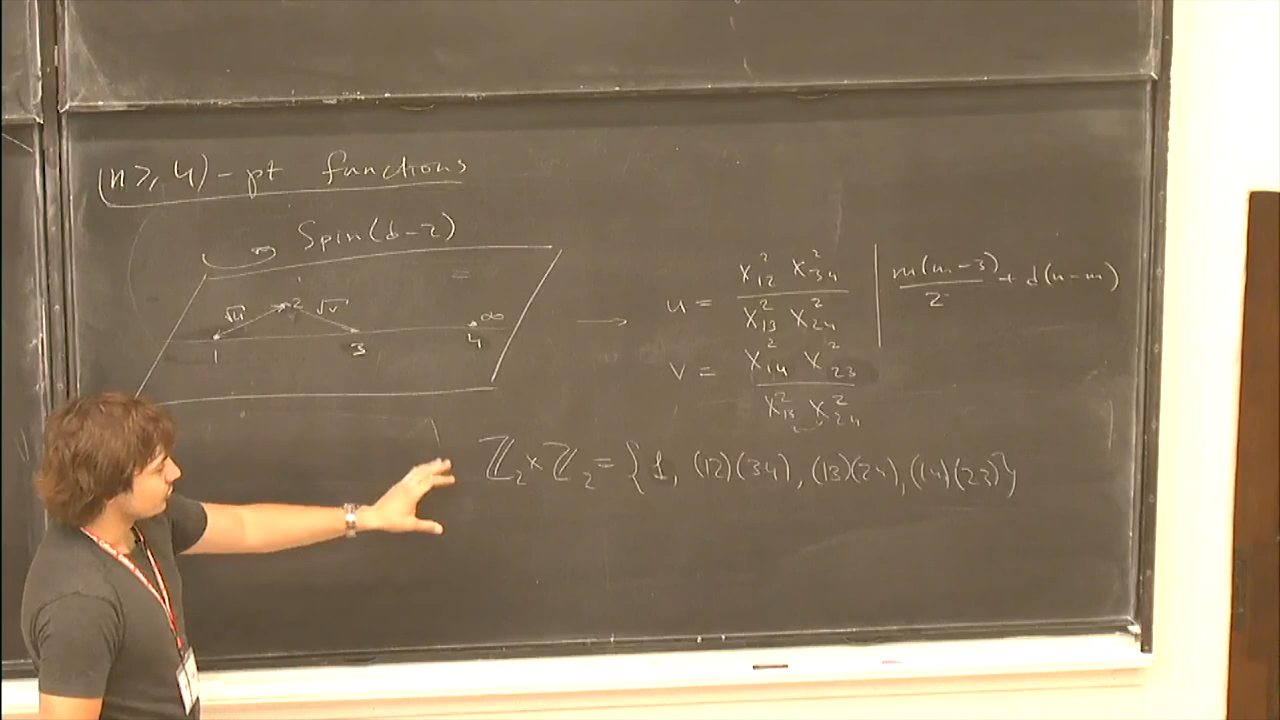 (n ≥ 4) - pt functions
Spin(d-2)
√u 2 √v
1 3 4 ∞
→ u = x²₁₂ x²₃₄ / x²₁₃ x²₂₄
m(m-3)/2 + d(n-m)
v = x²₁₄ x²₂₃ / x²₁₃ x²₂₄
ℤ₂ × ℤ₂ = {1, (12)(34), (13)(24), (14)(23)}